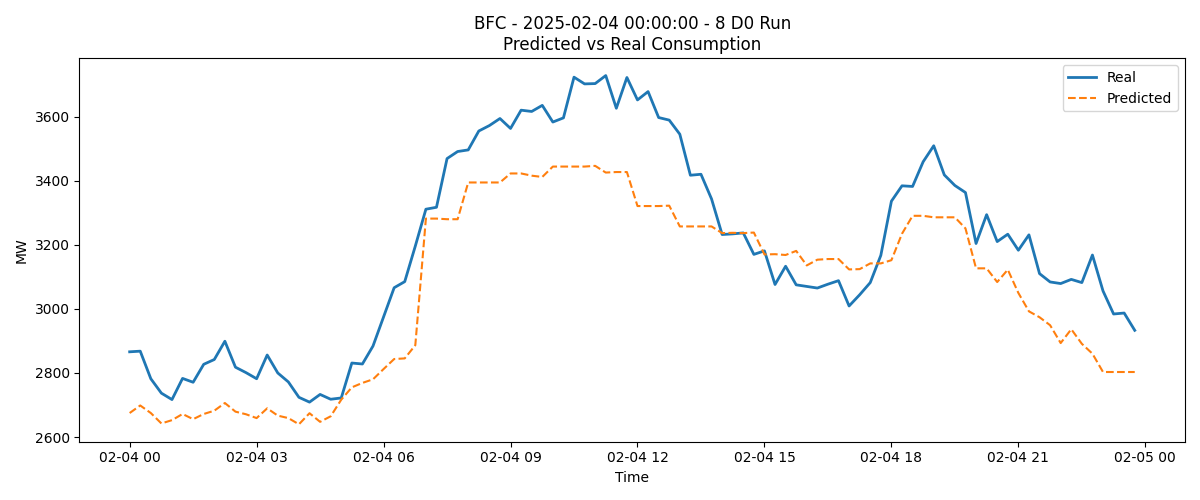 BFC - 2025-02-04 00:00:00 - 8 D0 Run
Predicted vs Real Consumption
Real
Predicted
MW
3600
3400
3200
3000
2800
2600
02-04 00
02-04 03
02-04 06
02-04 09
02-04 12
02-04 15
02-04 18
02-04 21
02-05 00
Time